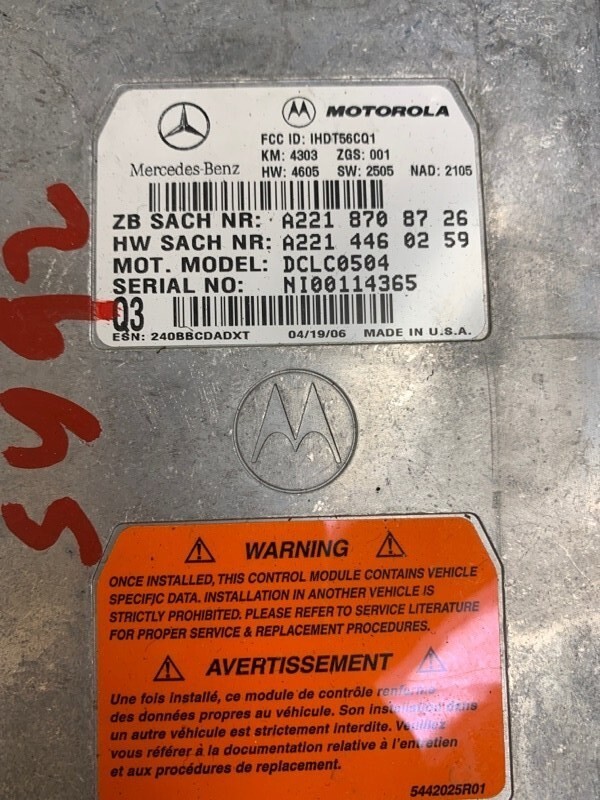 MOTOROLA
Mercedes-Benz
FCC ID: IHDT56CQ1
KM: 4303 ZGS: 001
HW: 4605 SW: 2505 NAD: 2105
ZB SACH NR: A221 870 87 26
HW SACH NR: A221 446 02 59
MOT. MODEL: DCLC0504
SERIAL NO: NI00114365
Q3
ESN: 240BBCDADXT 04/19/06 MADE IN U.S.A.
WARNING
ONCE INSTALLED, THIS CONTROL MODULE CONTAINS VEHICLE
SPECIFIC DATA. INSTALLATION IN ANOTHER VEHICLE IS
STRICTLY PROHIBITED. PLEASE REFER TO SERVICE LITERATURE
FOR PROPER SERVICE & REPLACEMENT PROCEDURES.
AVERTISSEMENT
Une fois installé, ce module de contrôle renferme
des données propres au véhicule. Son installation dans
un autre véhicule est strictement interdite. Veuillez
vous référer à la documentation relative à l'entretien
et aux procédures de remplacement.
5442025R01